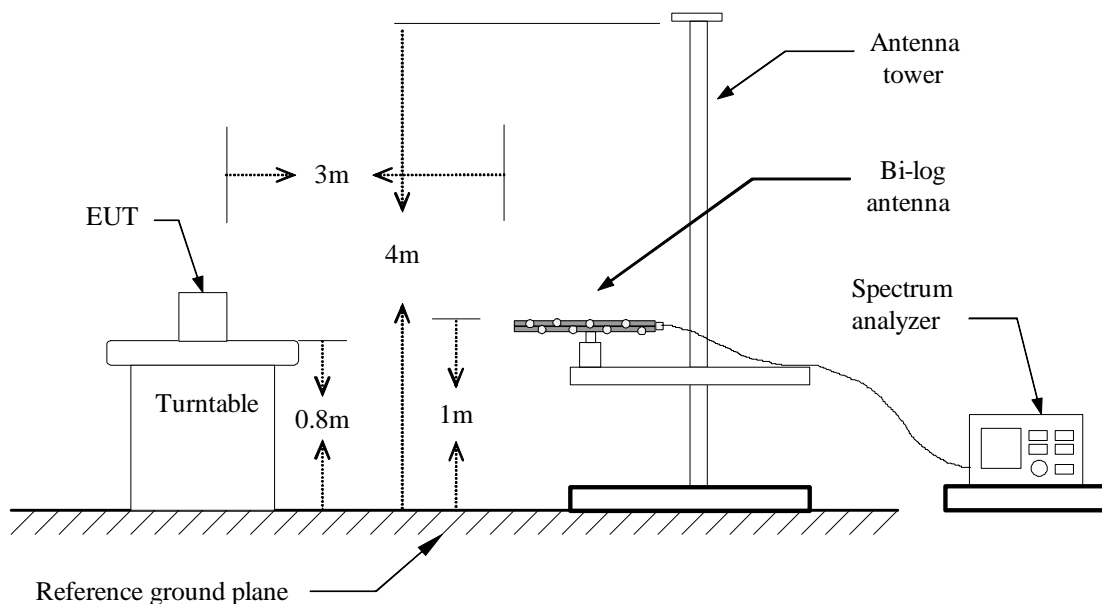 Antenna
tower
3m
Bi-log
antenna
EUT
4m
Spectrum
analyzer
Turntable
0.8m
1m
Reference ground plane